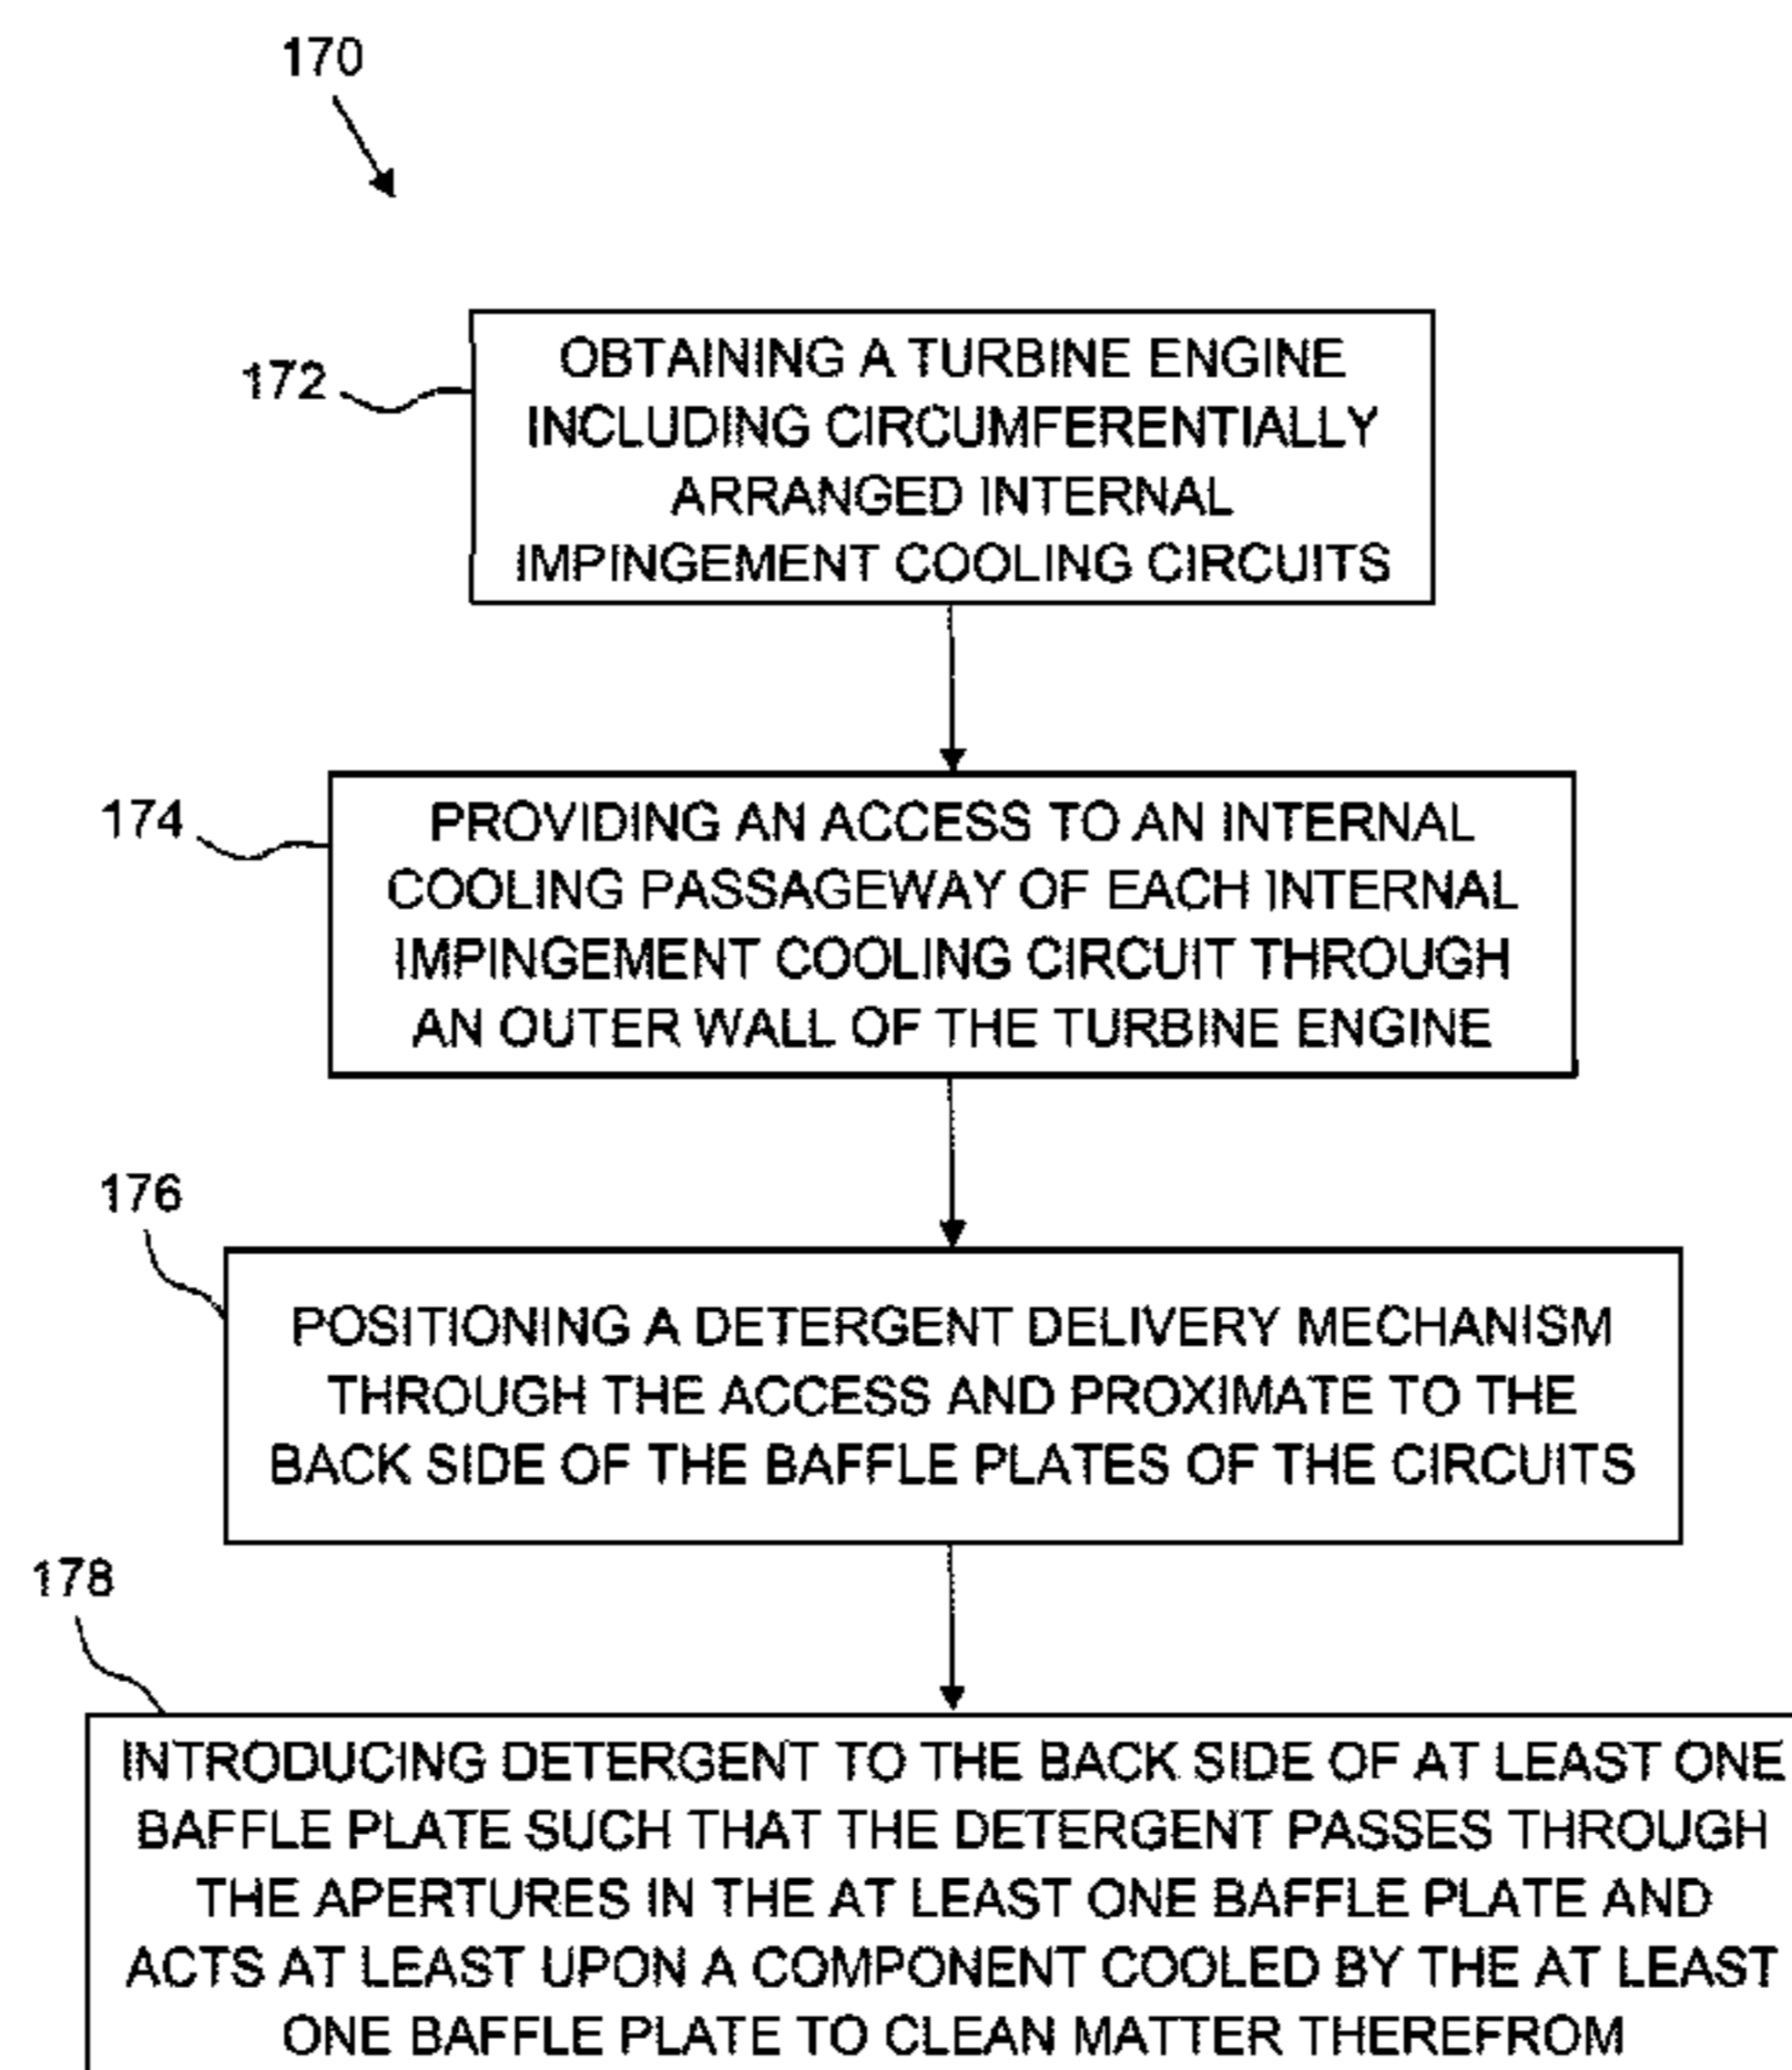 170
172
OBTAINING A TURBINE ENGINE
INCLUDING CIRCUMFERENTIALLY
ARRANGED INTERNAL
IMPINGEMENT COOLING CIRCUITS
174
PROVIDING AN ACCESS TO AN INTERNAL
COOLING PASSAGEWAY OF EACH INTERNAL
IMPINGEMENT COOLING CIRCUIT THROUGH
AN OUTER WALL OF THE TURBINE ENGINE
176
POSITIONING A DETERGENT DELIVERY MECHANISM
THROUGH THE ACCESS AND PROXIMATE TO THE
BACK SIDE OF THE BAFFLE PLATES OF THE CIRCUITS
178
INTRODUCING DETERGENT TO THE BACK SIDE OF AT LEAST ONE
BAFFLE PLATE SUCH THAT THE DETERGENT PASSES THROUGH
THE APERTURES IN THE AT LEAST ONE BAFFLE PLATE AND
ACTS AT LEAST UPON A COMPONENT COOLED BY THE AT LEAST
ONE BAFFLE PLATE TO CLEAN MATTER THEREFROM